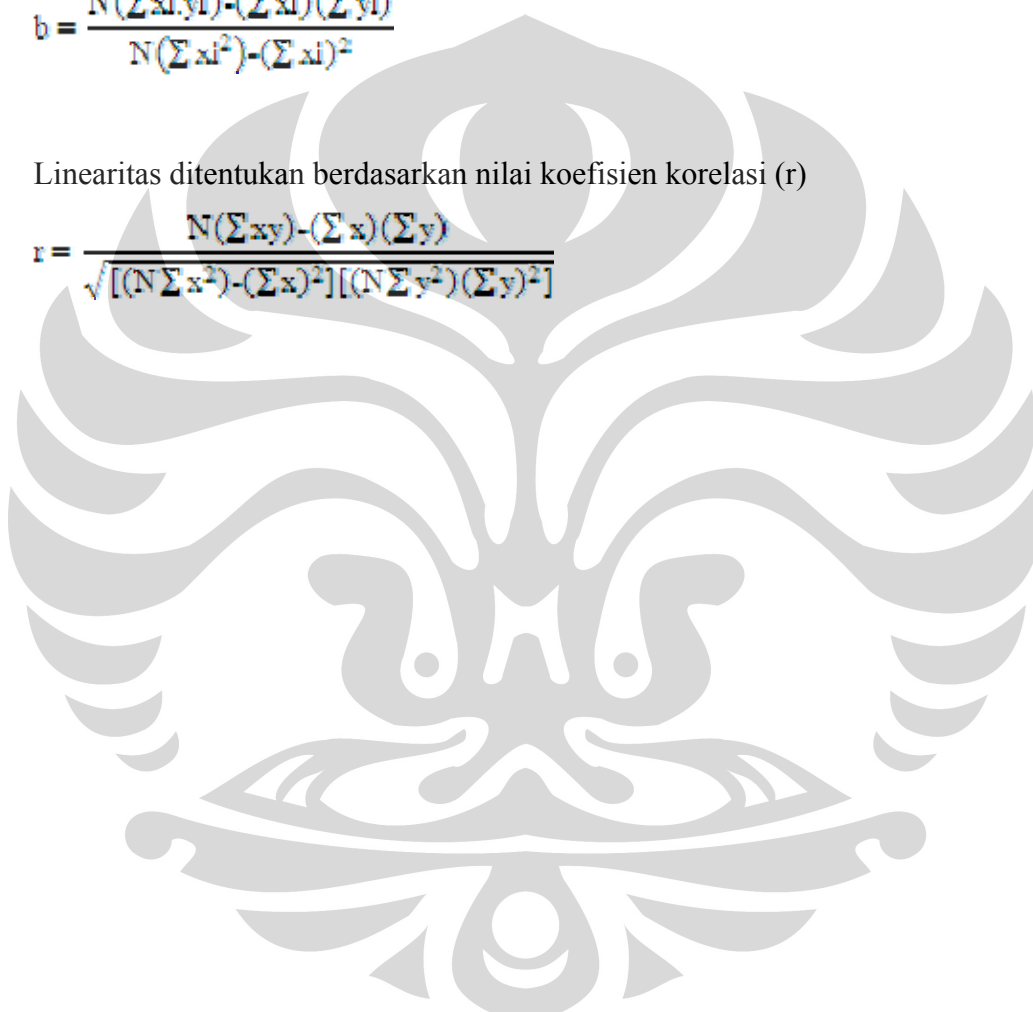 b = N(∑xi.yi)-(∑xi)(∑yi) / N(∑xi²)-(∑xi)²
Linearitas ditentukan berdasarkan nilai koefisien korelasi (r)
r = N(∑xy)-(∑x)(∑y) / √[(N∑x²)-(∑x)²][(N∑y²)(∑y)²]